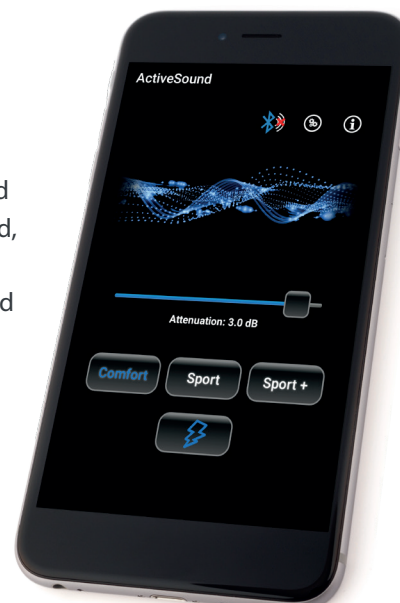 ActiveSound
d
d,
d
Attenuation: 3.0 dB
Comfort Sport Sport +